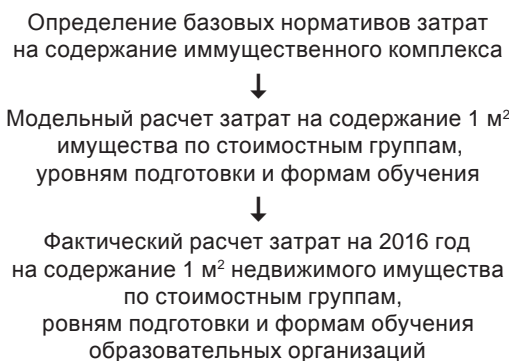 Определение базовых нормативов затрат
на содержание иммущественного комплекса
↓
Модельный расчет затрат на содержание 1 м²
имущества по стоимостным группам,
уровням подготовки и формам обучения
↓
Фактический расчет затрат на 2016 год
на содержание 1 м² недвижимого имущества
по стоимостным группам,
ровням подготовки и формам обучения
образовательных организаций